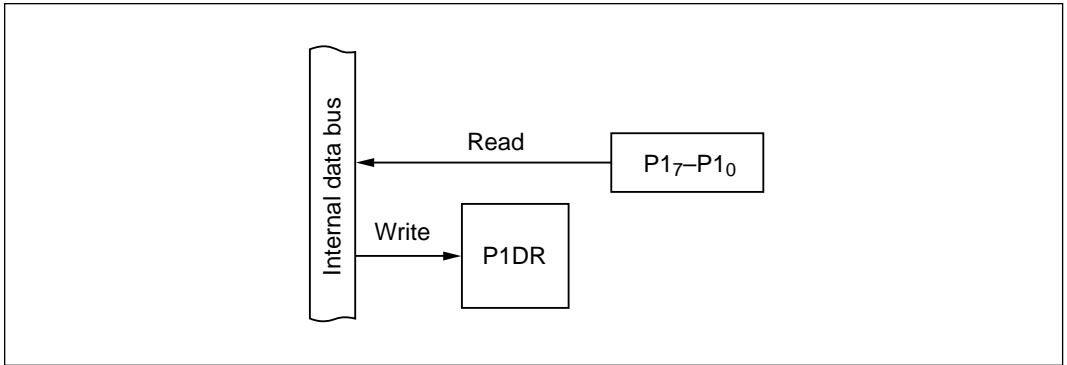 Internal data bus
Read
P1₇–P1₀
Write
P1DR